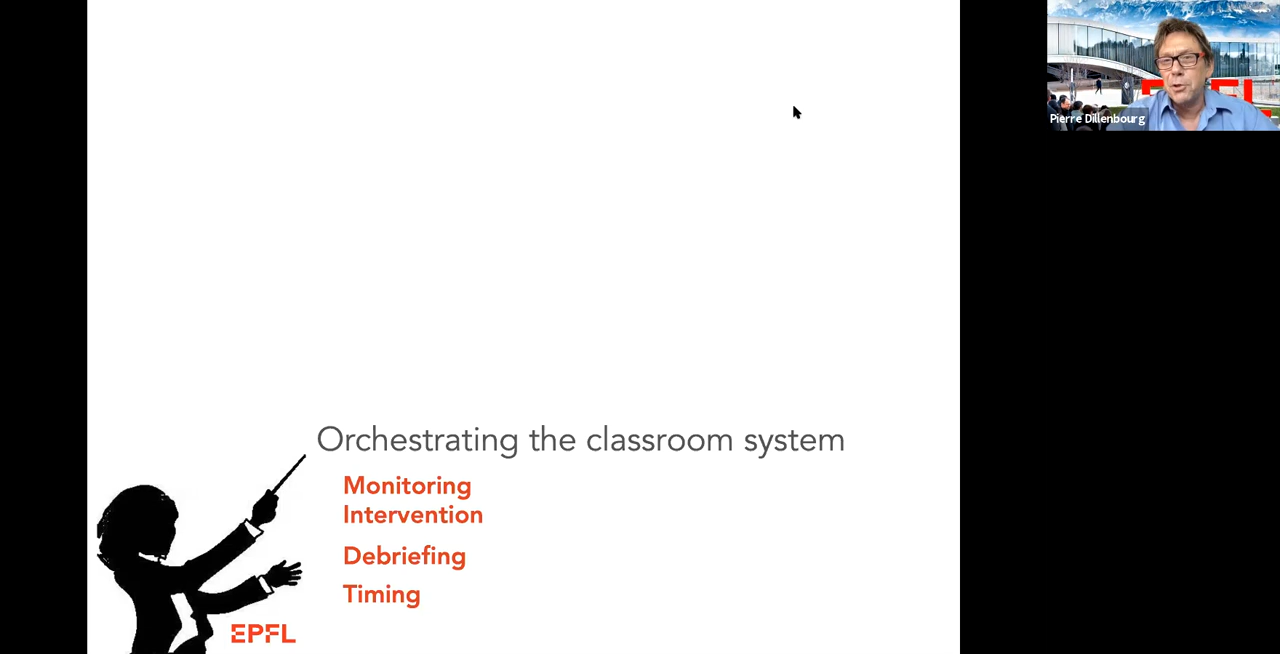 Pierre Dillenbourg
Orchestrating the classroom system
Monitoring
Intervention
Debriefing
Timing
EPFL